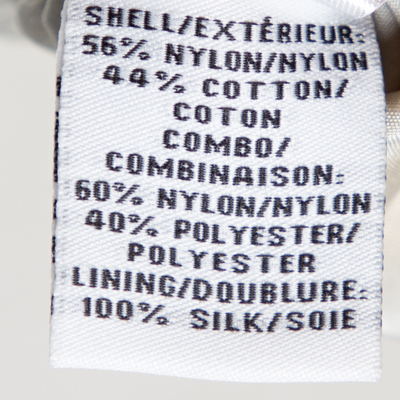 SHELL/EXTÉRIEUR:
56% NYLON/NYLON
44% COTTON/
COTON
COMBO/
COMBINAISON:
60% NYLON/NYLON
40% POLYESTER/
POLYESTER
LINING/DOUBLURE:
100% SILK/SOIE